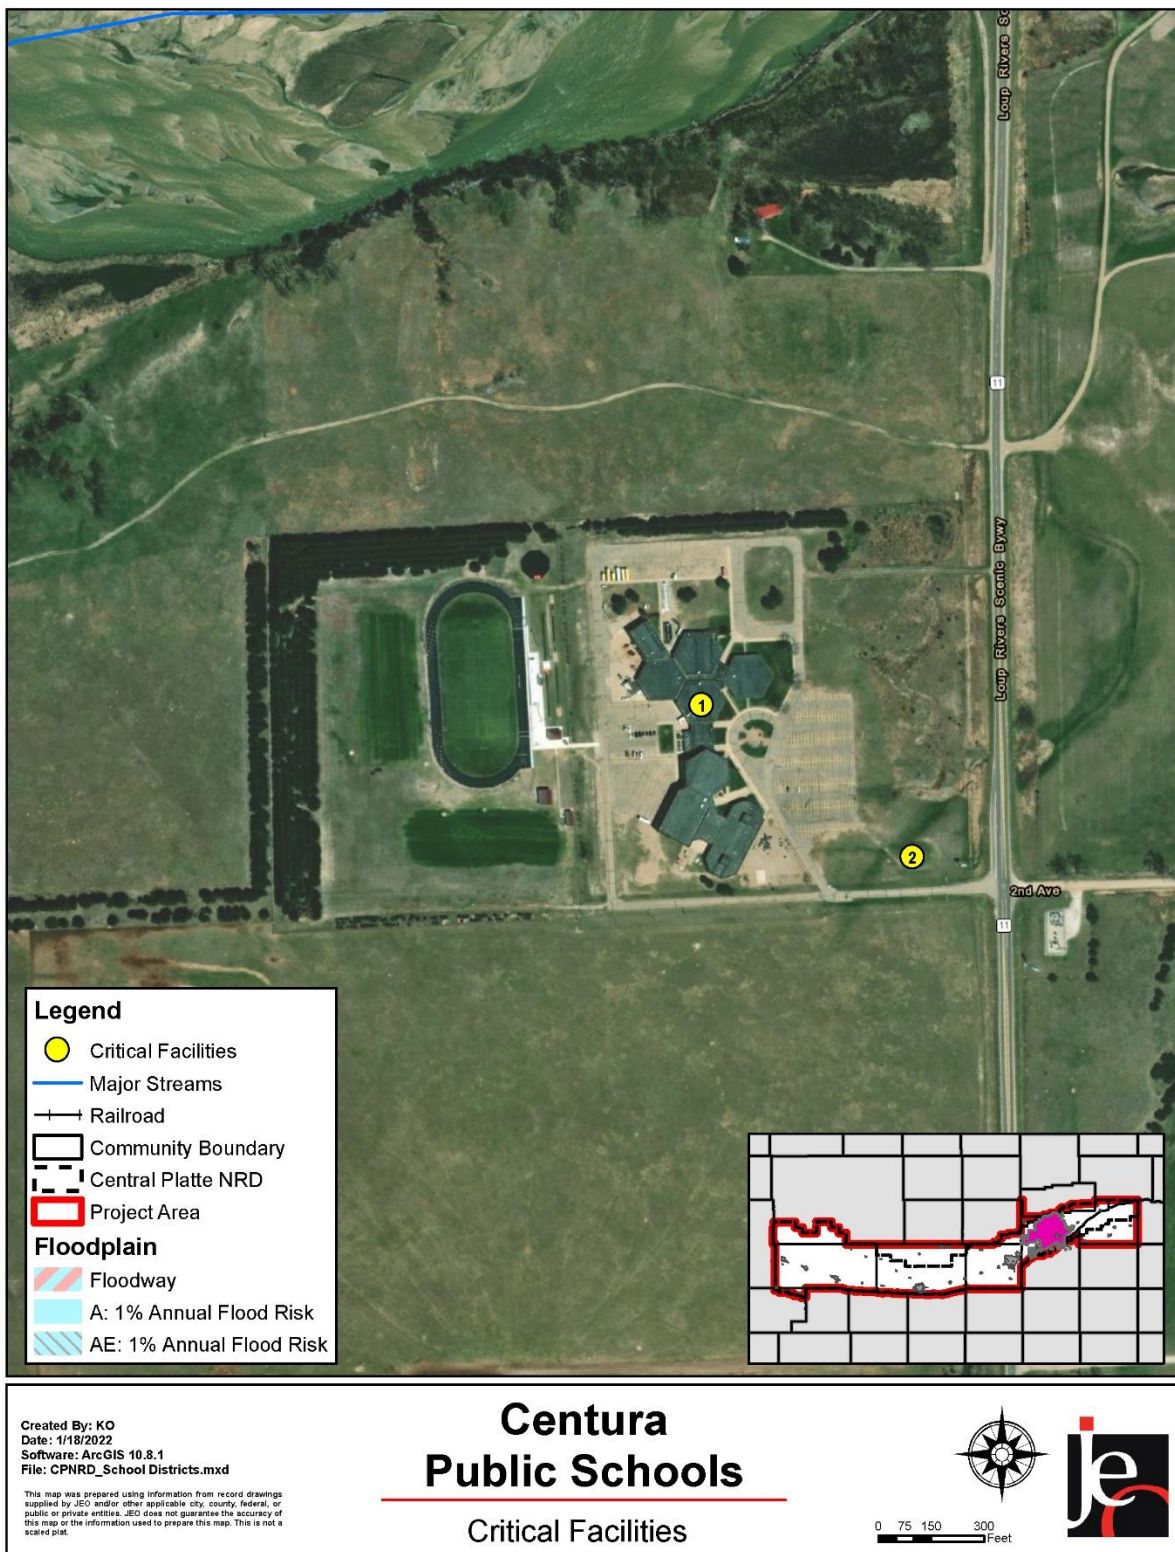 Loup Rivers Sc
11
Loup Rivers Scenic Bywy
1
2
2nd Ave
11
Legend
Critical Facilities
Major Streams
Railroad
Community Boundary
Central Platte NRD
Project Area
Floodplain
Floodway
A: 1% Annual Flood Risk
AE: 1% Annual Flood Risk
Created By: KO
Date: 1/18/2022
Software: ArcGIS 10.8.1
File: CPNRD_School Districts.mxd
This map was prepared using information from record drawings
supplied by JEO and/or other applicable city, county, federal, or
public or private entities. JEO does not guarantee the accuracy of
this map or the information used to prepare this map. This is not a
scaled plat.
Centura
Public Schools
Critical Facilities
0 75 150 300
Feet
jeo